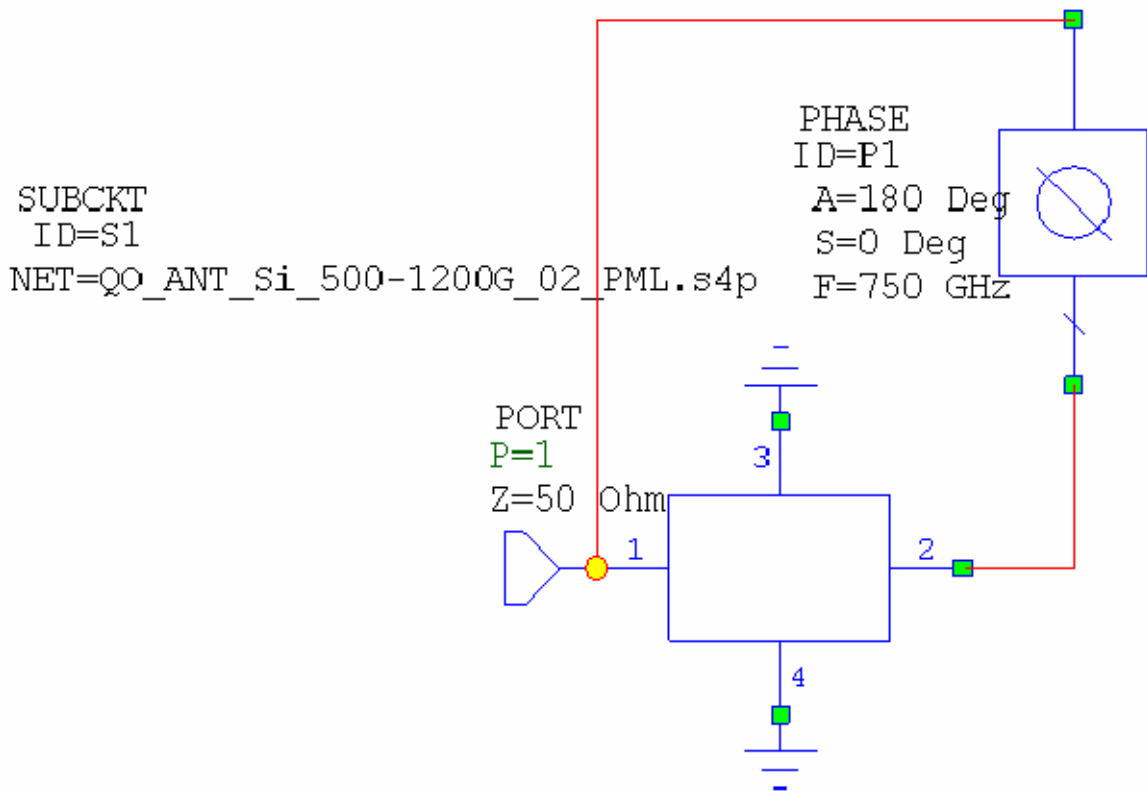 PHASE
ID=P1
A=180 Deg
S=0 Deg
F=750 GHz
SUBCKT
ID=S1
NET=QO_ANT_Si_500-1200G_02_PML.s4p
PORT
P=1
Z=50 Ohm
3
1
2
4